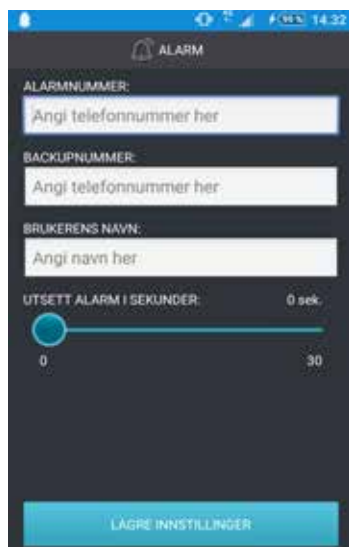 99% 14.32
ALARM
ALARMNUMMER:
Angi telefonnummer her
BACKUPNUMMER:
Angi telefonnummer her
BRUKERENS NAVN:
Angi navn her
UTSETT ALARM I SEKUNDER: 0 sek.
0 30
LAGRE INNSTILLINGER